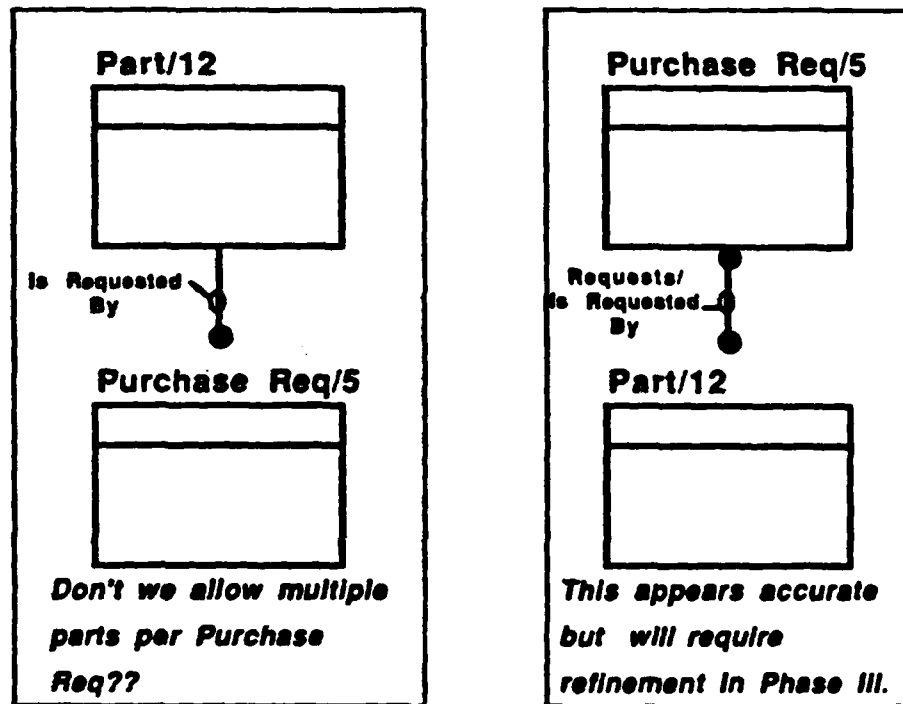 Part/12
Is Requested
By
Purchase Req/5
Don't we allow multiple
parts per Purchase
Req??
Purchase Req/5
Requests/
Is Requested
By
Part/12
This appears accurate
but will require
refinement in Phase III.